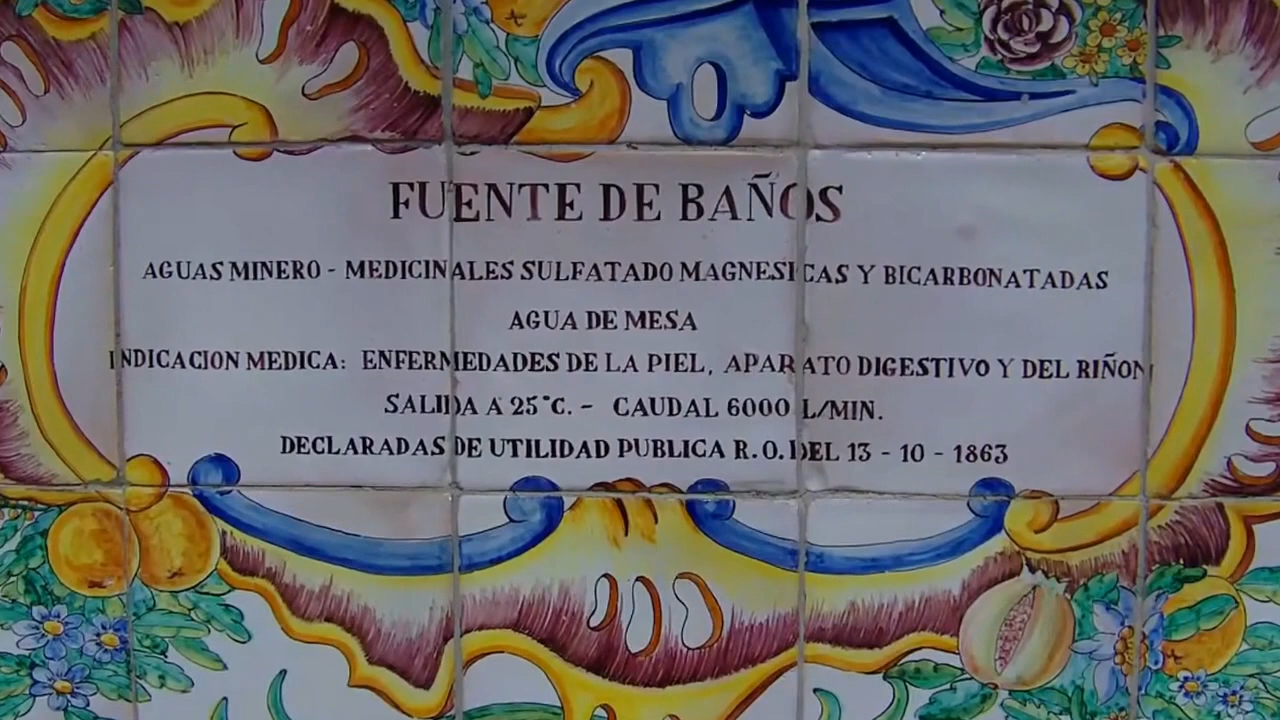 FUENTE DE BAÑOS
AGUAS MINERO - MEDICINALES SULFATADO MAGNESICAS Y BICARBONATADAS
AGUA DE MESA
INDICACION MEDICA: ENFERMEDADES DE LA PIEL, APARATO DIGESTIVO Y DEL RIÑON
SALIDA A 25°C. - CAUDAL 6000 L/MIN.
DECLARADAS DE UTILIDAD PUBLICA R.O. DEL 13 - 10 - 1863